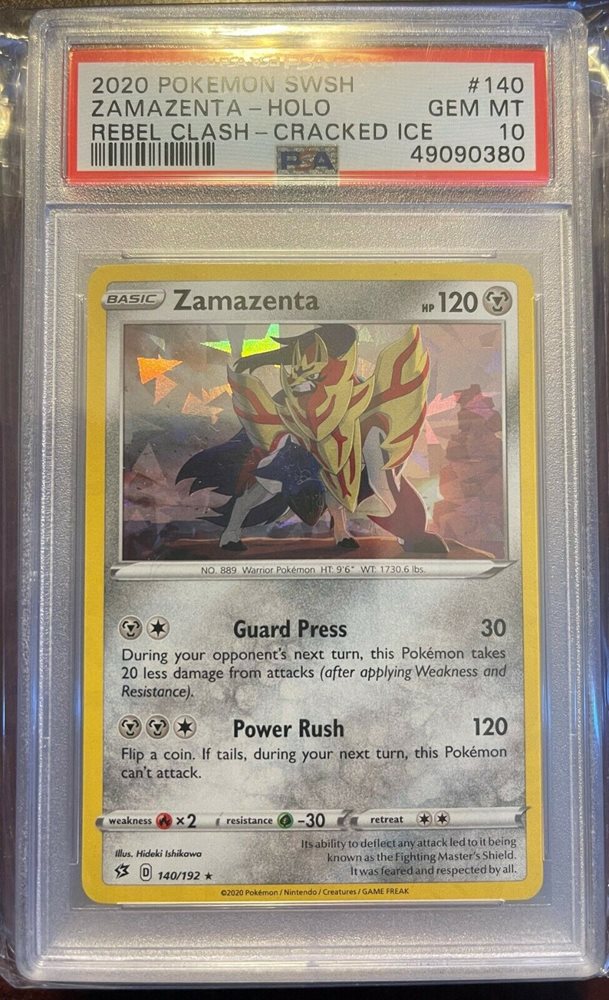 2020 POKEMON SWSH #140
ZAMAZENTA - HOLO GEM MT
REBEL CLASH - CRACKED ICE 10
PSA 49090380
BASIC Zamazenta HP 120
NO. 889 Warrior Pokémon HT: 9'6" WT: 1730.6 lbs.
Guard Press 30
During your opponent's next turn, this Pokémon takes
20 less damage from attacks (after applying Weakness and
Resistance).
Power Rush 120
Flip a coin. If tails, during your next turn, this Pokémon
can't attack.
weakness ×2 resistance -30 retreat
Illus. Hideki Ishikawa
Its ability to deflect any attack led to it being
known as the Fighting Master's Shield.
It was feared and respected by all.
D 140/192 ★
©2020 Pokémon / Nintendo / Creatures / GAME FREAK